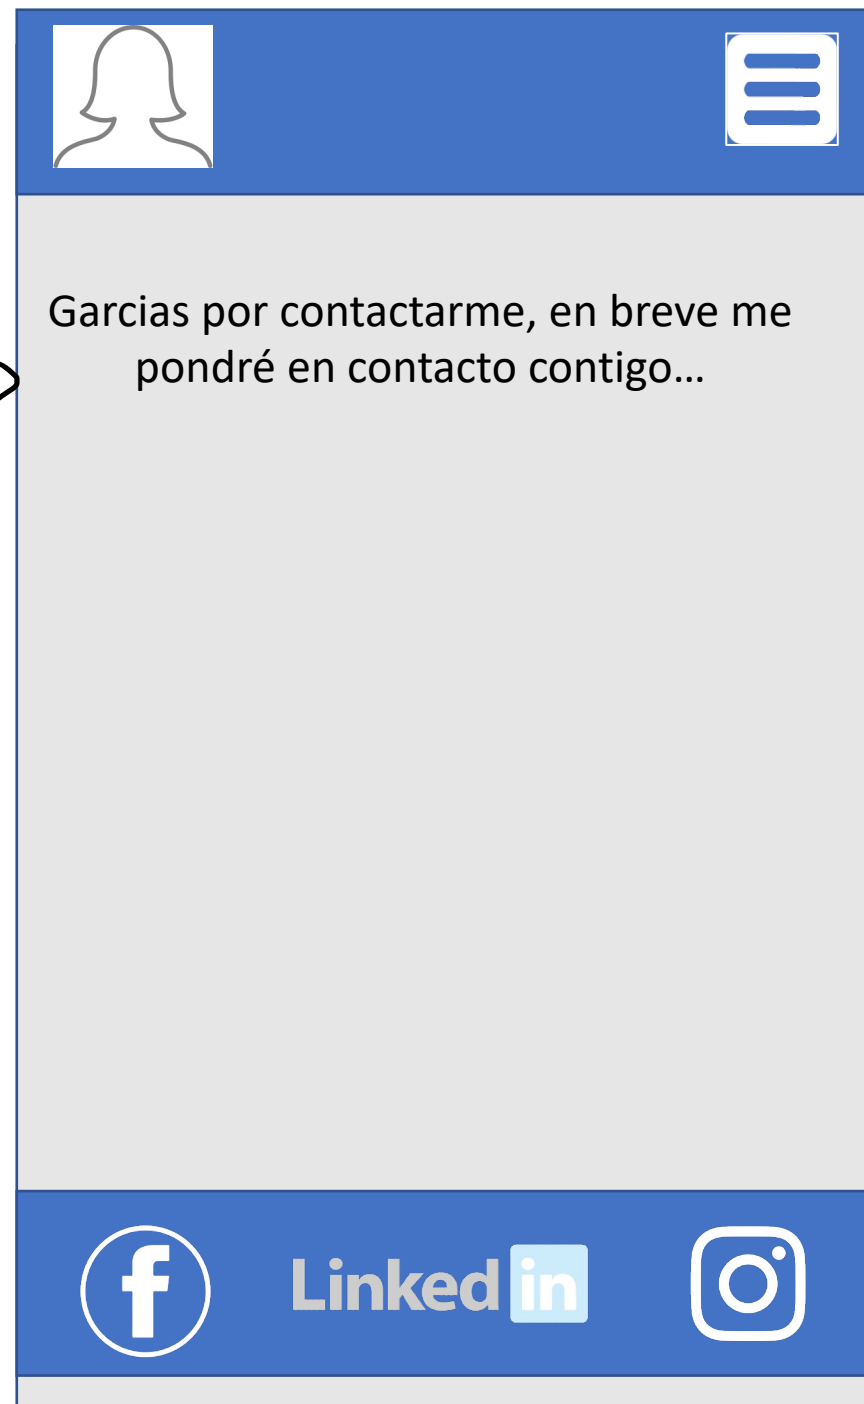 Garcias por contactarme, en breve me
pondré en contacto contigo…
f Linked in